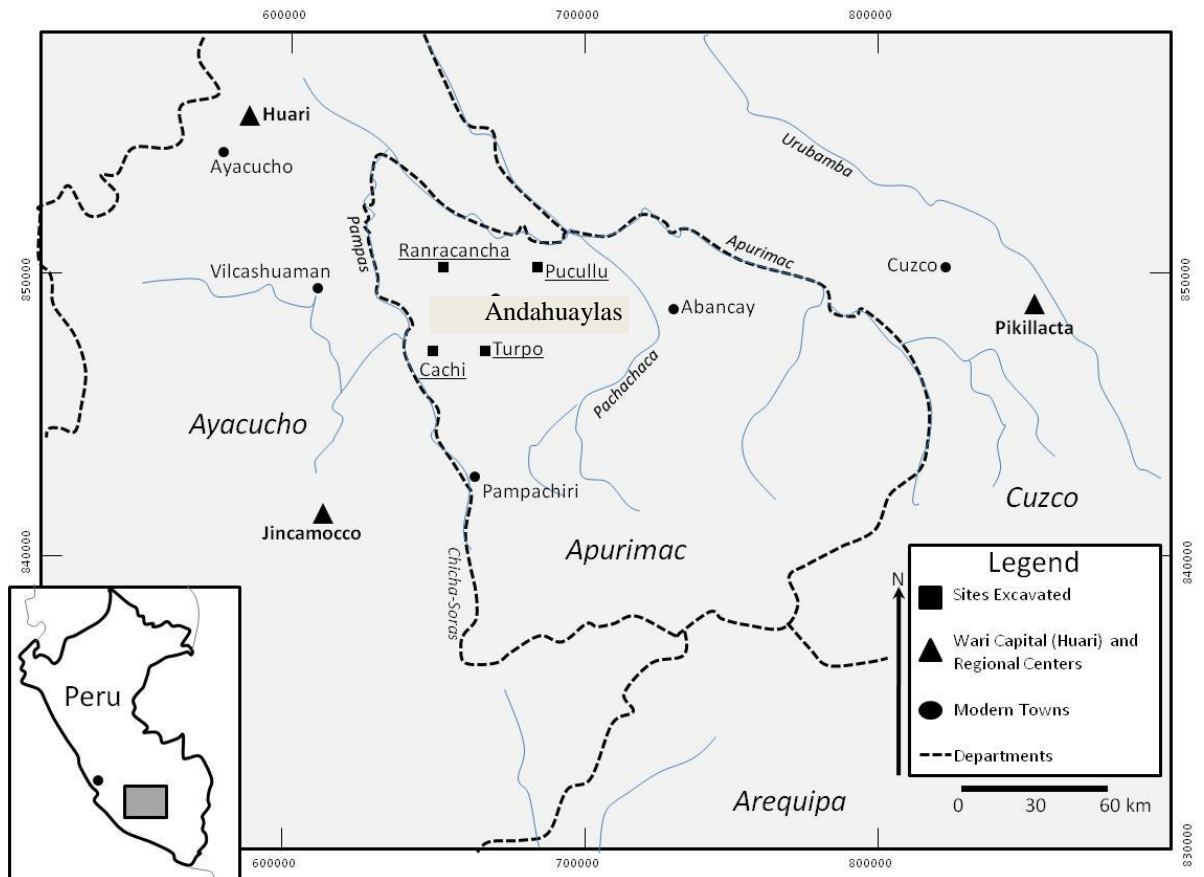 600000
700000
800000
Huari
Ayacucho
Urubamba
Pampas
Ranracancha
Pucullu
Apurimac
Cuzco
850000
850000
Vilcashuaman
Andahuaylas
Abancay
Pikillacta
Turpo
Cachi
Pachachaca
Ayacucho
Pampachiri
Cuzco
Jincamocco
Apurimac
Chicha-Soras
840000
840000
N
Legend
Sites Excavated
Wari Capital (Huari) and
Regional Centers
Modern Towns
Departments
0 30 60 km
Peru
Arequipa
600000
700000
800000
830000